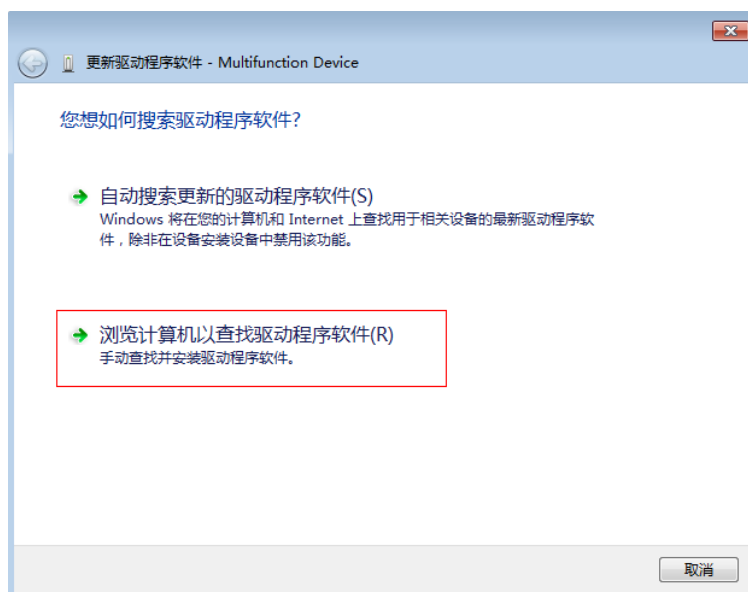 更新驱动程序软件 - Multifunction Device
您想如何搜索驱动程序软件?
自动搜索更新的驱动程序软件(S)
Windows 将在您的计算机和 Internet 上查找用于相关设备的最新驱动程序软
件，除非在设备安装设备中禁用该功能。
浏览计算机以查找驱动程序软件(R)
手动查找并安装驱动程序软件。
取消